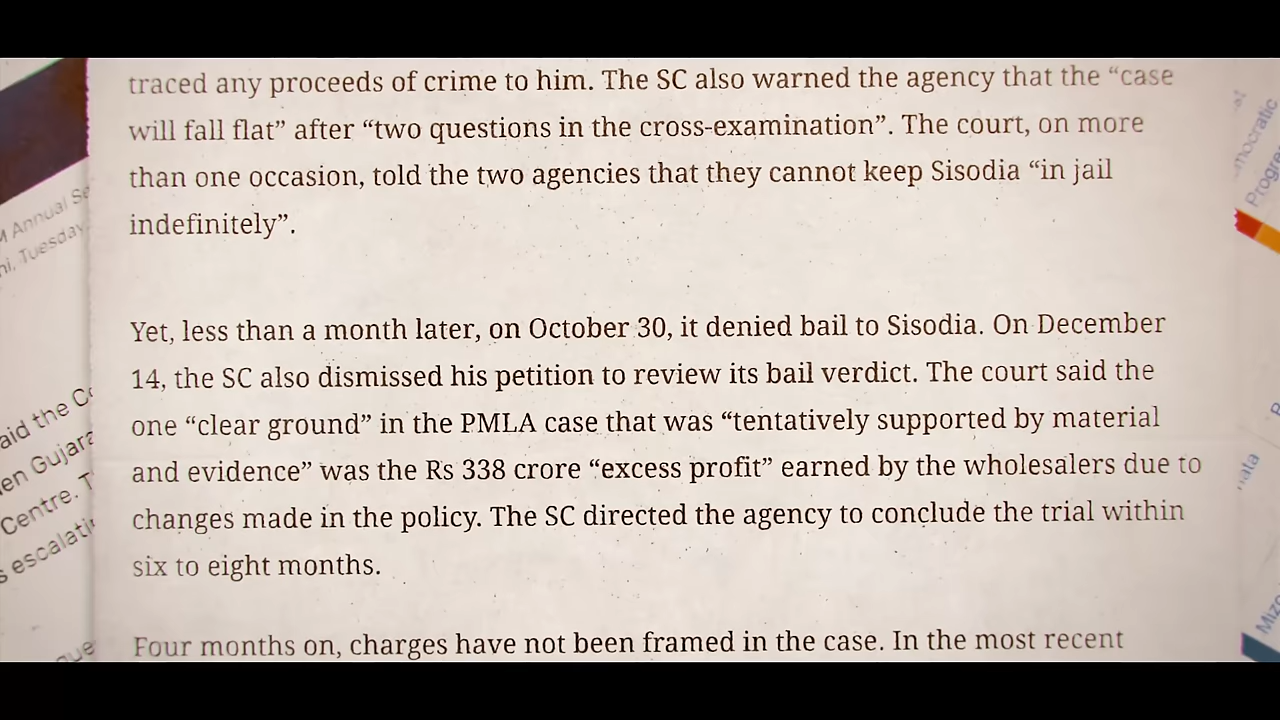 traced any proceeds of crime to him. The SC also warned the agency that the “case
will fall flat” after “two questions in the cross-examination”. The court, on more
than one occasion, told the two agencies that they cannot keep Sisodia “in jail
indefinitely”.
Yet, less than a month later, on October 30, it denied bail to Sisodia. On December
14, the SC also dismissed his petition to review its bail verdict. The court said the
one “clear ground” in the PMLA case that was “tentatively supported by material
and evidence” was the Rs 338 crore “excess profit” earned by the wholesalers due to
changes made in the policy. The SC directed the agency to conclude the trial within
six to eight months.
Four months on, charges have not been framed in the case. In the most recent
Annual
Tuesday
said the
Gujara
Centre. T
escalati